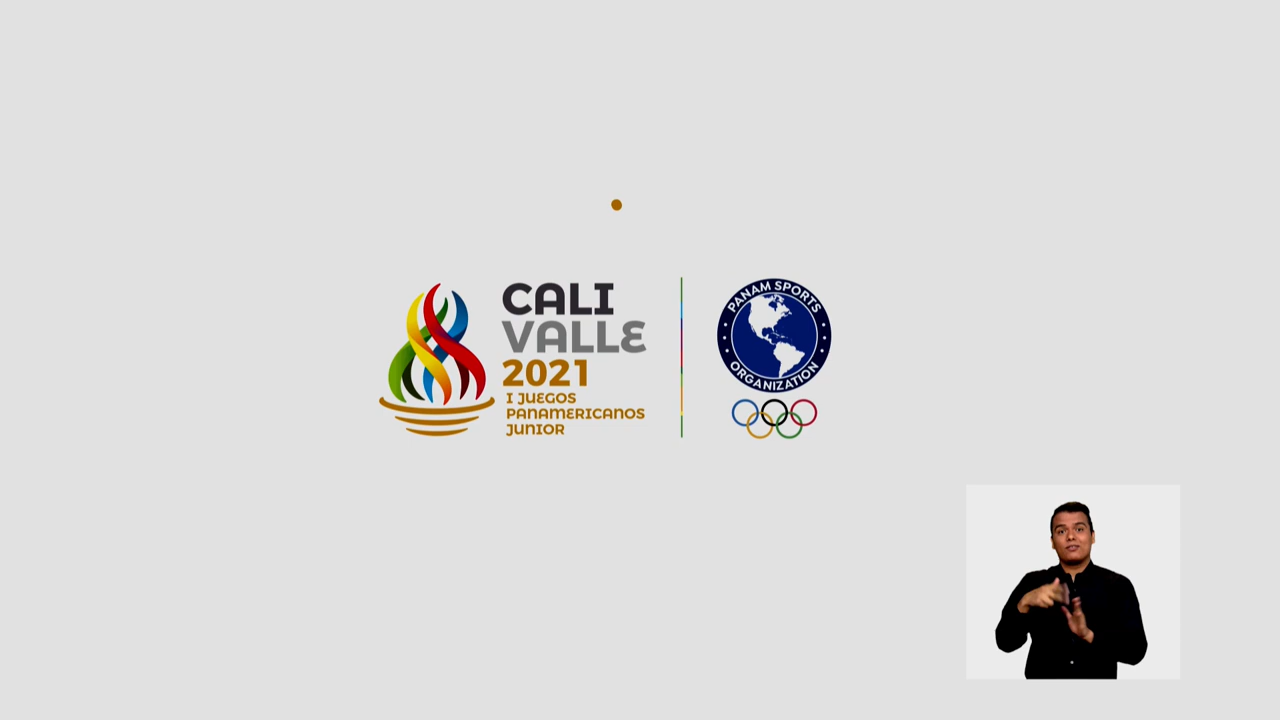 CALI
VALLE
2021
I JUEGOS
PANAMERICANOS
JUNIOR
PANAM SPORTS
ORGANIZATION